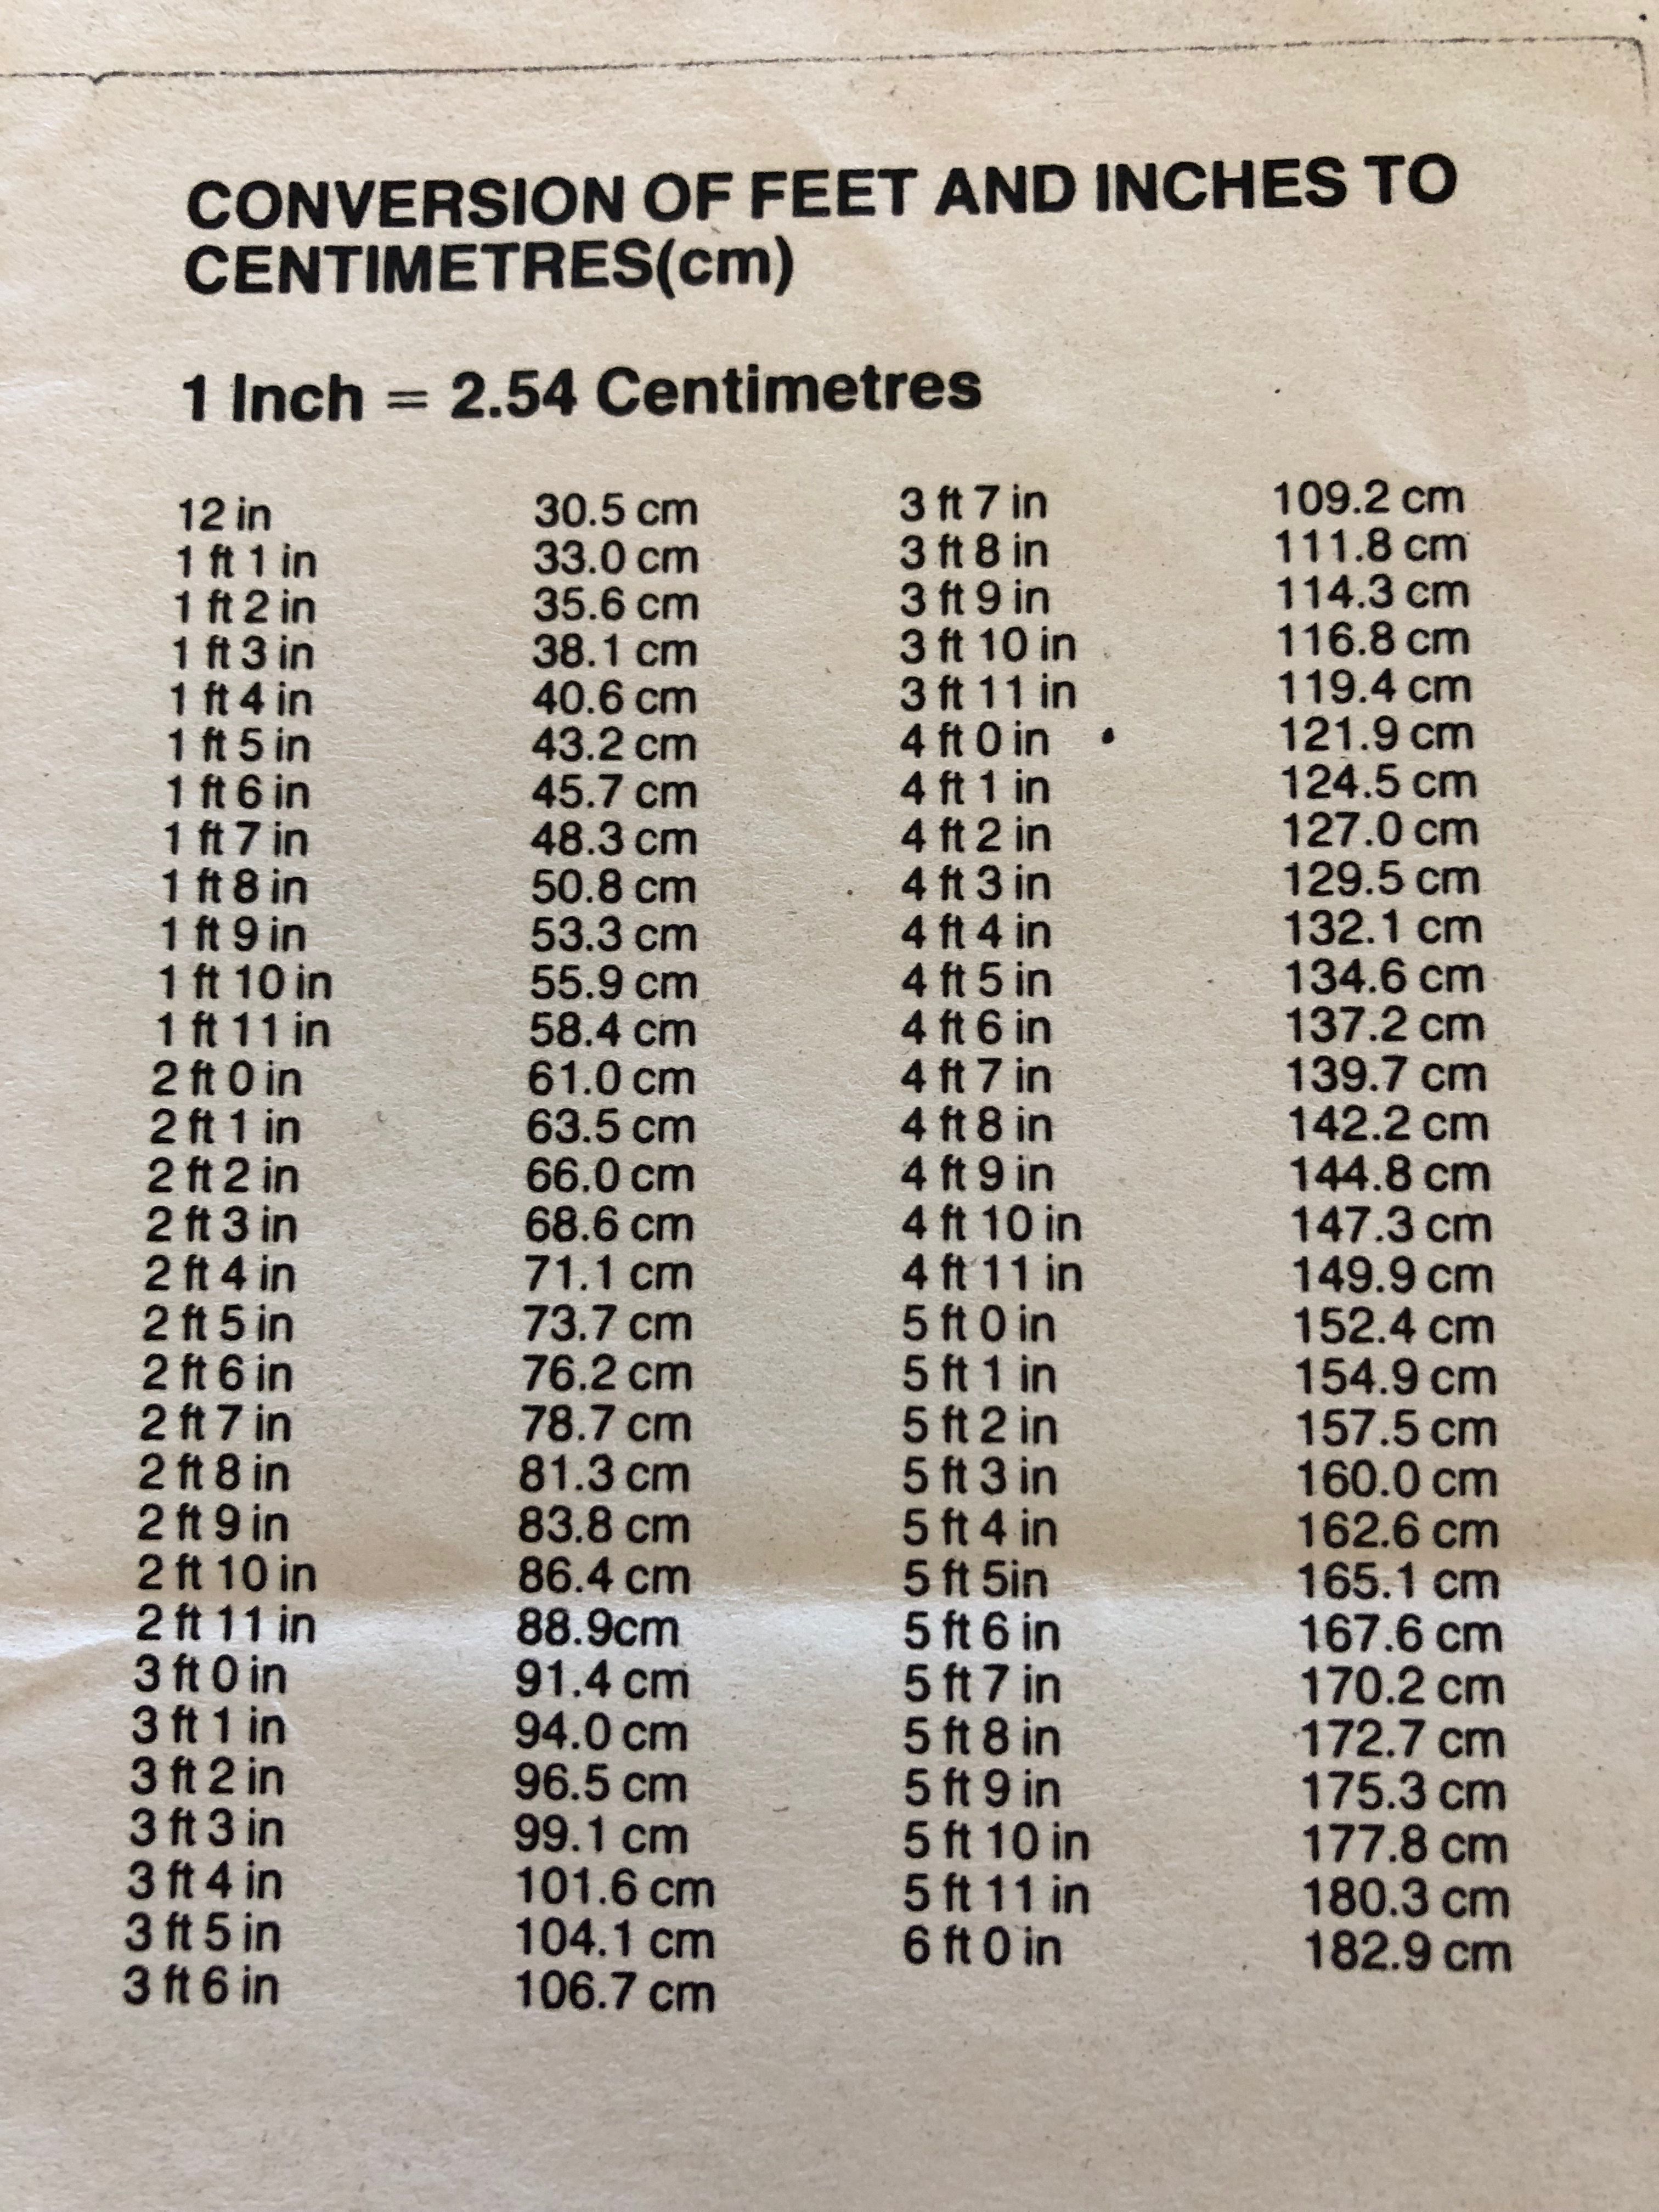 CONVERSION OF FEET AND INCHES TO
CENTIMETRES(cm)
1 Inch = 2.54 Centimetres
12 in 30.5 cm 3 ft 7 in 109.2 cm
1 ft 1 in 33.0 cm 3 ft 8 in 111.8 cm
1 ft 2 in 35.6 cm 3 ft 9 in 114.3 cm
1 ft 3 in 38.1 cm 3 ft 10 in 116.8 cm
1 ft 4 in 40.6 cm 3 ft 11 in 119.4 cm
1 ft 5 in 43.2 cm 4 ft 0 in 121.9 cm
1 ft 6 in 45.7 cm 4 ft 1 in 124.5 cm
1 ft 7 in 48.3 cm 4 ft 2 in 127.0 cm
1 ft 8 in 50.8 cm 4 ft 3 in 129.5 cm
1 ft 9 in 53.3 cm 4 ft 4 in 132.1 cm
1 ft 10 in 55.9 cm 4 ft 5 in 134.6 cm
1 ft 11 in 58.4 cm 4 ft 6 in 137.2 cm
2 ft 0 in 61.0 cm 4 ft 7 in 139.7 cm
2 ft 1 in 63.5 cm 4 ft 8 in 142.2 cm
2 ft 2 in 66.0 cm 4 ft 9 in 144.8 cm
2 ft 3 in 68.6 cm 4 ft 10 in 147.3 cm
2 ft 4 in 71.1 cm 4 ft 11 in 149.9 cm
2 ft 5 in 73.7 cm 5 ft 0 in 152.4 cm
2 ft 6 in 76.2 cm 5 ft 1 in 154.9 cm
2 ft 7 in 78.7 cm 5 ft 2 in 157.5 cm
2 ft 8 in 81.3 cm 5 ft 3 in 160.0 cm
2 ft 9 in 83.8 cm 5 ft 4 in 162.6 cm
2 ft 10 in 86.4 cm 5 ft 5in 165.1 cm
2 ft 11 in 88.9cm 5 ft 6 in 167.6 cm
3 ft 0 in 91.4 cm 5 ft 7 in 170.2 cm
3 ft 1 in 94.0 cm 5 ft 8 in 172.7 cm
3 ft 2 in 96.5 cm 5 ft 9 in 175.3 cm
3 ft 3 in 99.1 cm 5 ft 10 in 177.8 cm
3 ft 4 in 101.6 cm 5 ft 11 in 180.3 cm
3 ft 5 in 104.1 cm 6 ft 0 in 182.9 cm
3 ft 6 in 106.7 cm